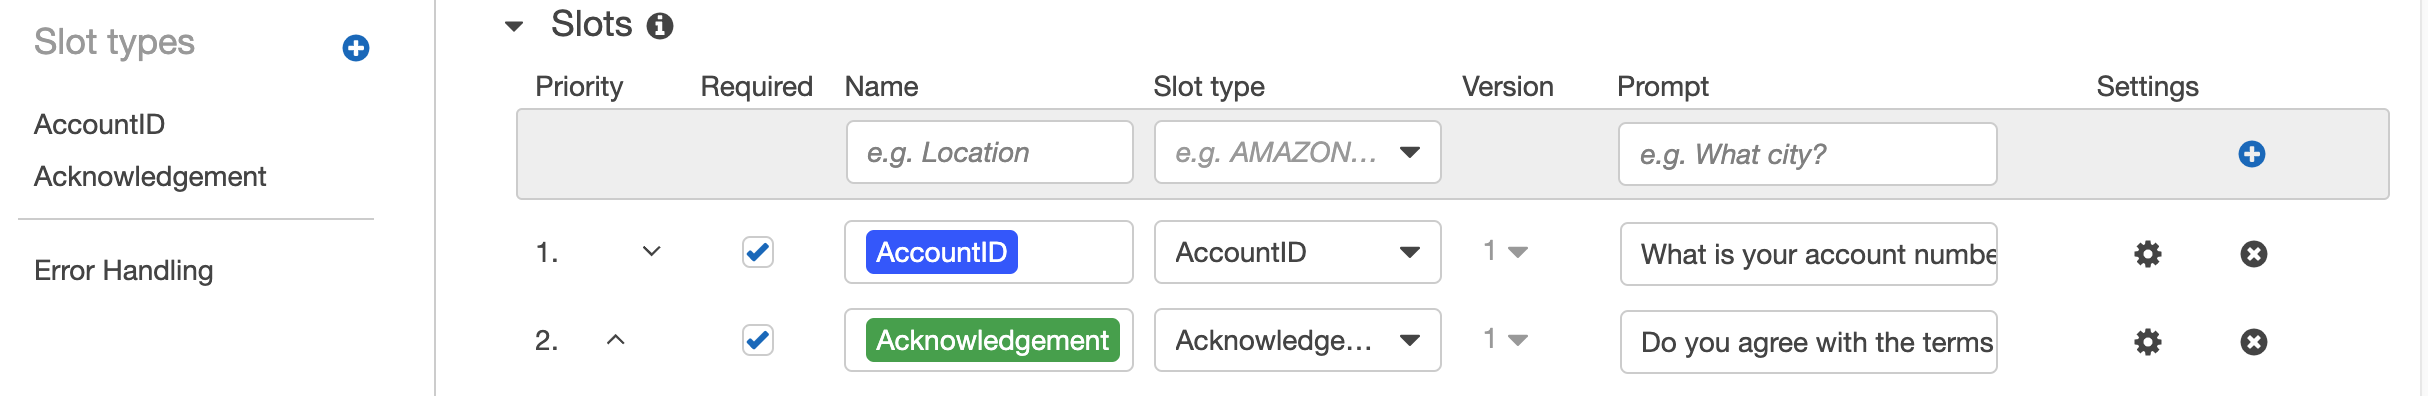 Slot types
AccountID
Acknowledgement
Error Handling
Slots
Priority Required Name Slot type Version Prompt Settings
e.g. Location e.g. AMAZON... e.g. What city?
1. AccountID AccountID 1 What is your account numbe
2. Acknowledgement Acknowledge... 1 Do you agree with the terms